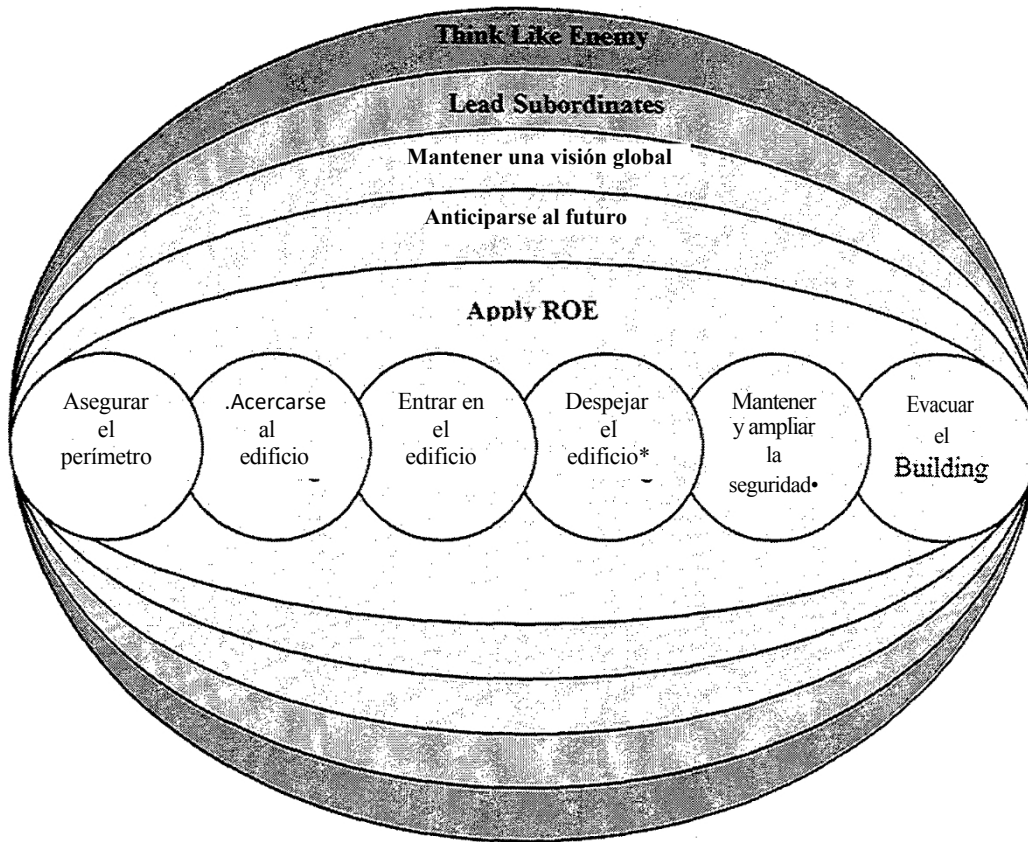 Think Like Enemy
Lead Subordinates
Mantener una visión global
Anticiparse al futuro
Apply ROE
Asegurar
el
perímetro
.Acercarse
al
edificio
Entrar en
el
edificio
Despejar
el
edificio*
Mantener
y ampliar
la
seguridad•
Evacuar
el
Building